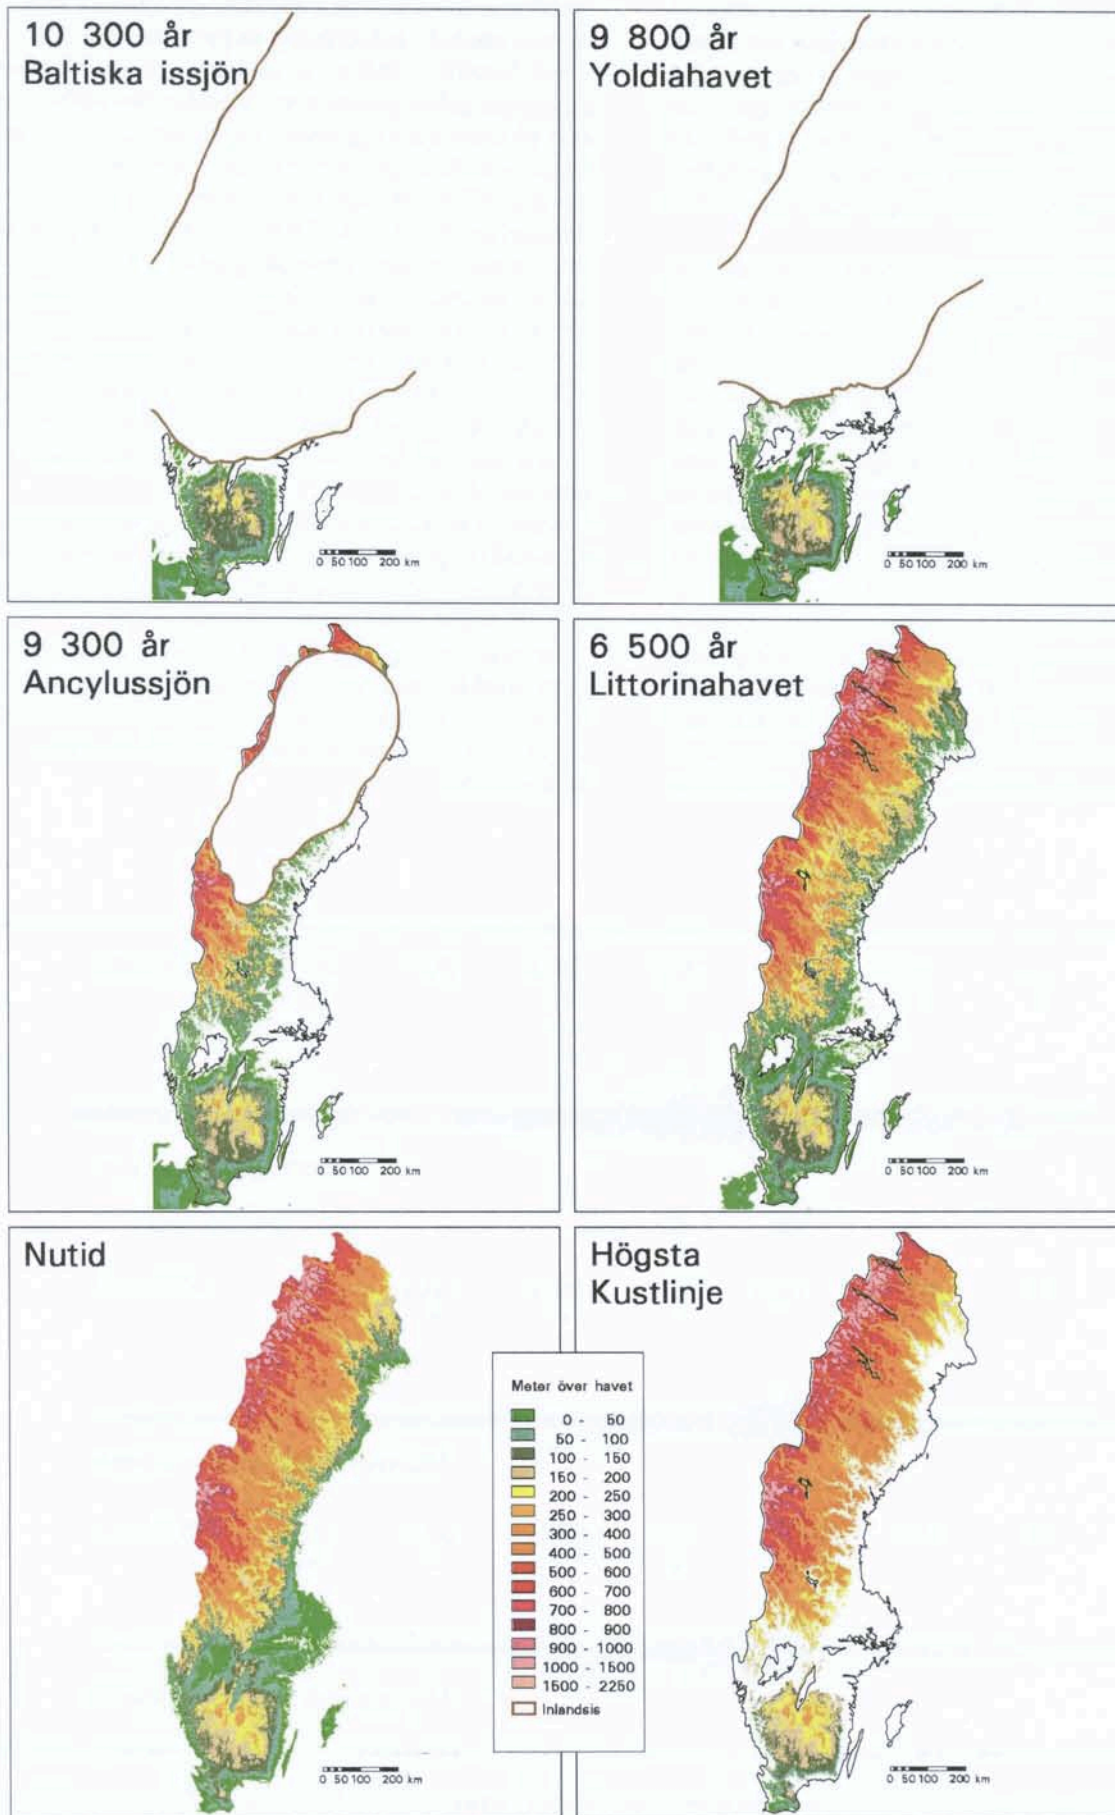 10 300 år
Baltiska issjön
0 50 100 200 km
9 800 år
Yoldiahavet
0 50 100 200 km
9 300 år
Ancylussjön
0 50 100 200 km
6 500 år
Littorinahavet
0 50 100 200 km
Nutid
0 50 100 200 km
Högsta
Kustlinje
0 50 100 200 km
Meter över havet
0 - 50
50 - 100
100 - 150
150 - 200
200 - 250
250 - 300
300 - 400
400 - 500
500 - 600
600 - 700
700 - 800
800 - 900
900 - 1000
1000 - 1500
1500 - 2250
Inlandsis